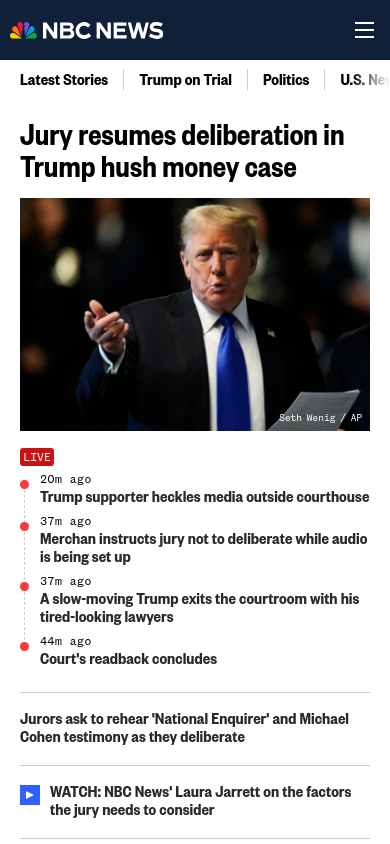 NBC NEWS
Latest Stories
Trump on Trial
Politics
U.S. Ne
Jury resumes deliberation in
Trump hush money case
Seth Wenig / AP
LIVE
20m ago
Trump supporter heckles media outside courthouse
37m ago
Merchan instructs jury not to deliberate while audio
is being set up
37m ago
A slow-moving Trump exits the courtroom with his
tired-looking lawyers
44m ago
Court's readback concludes
Jurors ask to rehear 'National Enquirer' and Michael
Cohen testimony as they deliberate
WATCH: NBC News' Laura Jarrett on the factors
the jury needs to consider